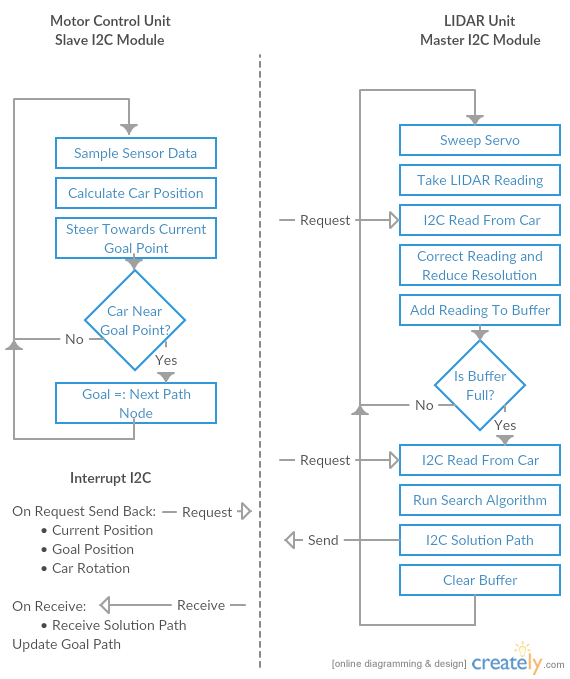 Motor Control Unit
Slave I2C Module
Sample Sensor Data
Calculate Car Position
Steer Towards Current
Goal Point
Car Near
Goal Point?
No
Yes
Goal =: Next Path
Node
Interrupt I2C
On Request Send Back:
Request
• Current Position
• Goal Position
• Car Rotation
On Receive:
Receive
• Receive Solution Path
Update Goal Path
LIDAR Unit
Master I2C Module
Sweep Servo
Take LIDAR Reading
Request
I2C Read From Car
Correct Reading and
Reduce Resolution
Add Reading To Buffer
Is Buffer
Full?
No
Yes
Request
I2C Read From Car
Run Search Algorithm
Send
I2C Solution Path
Clear Buffer
[online diagramming & design] creately.com